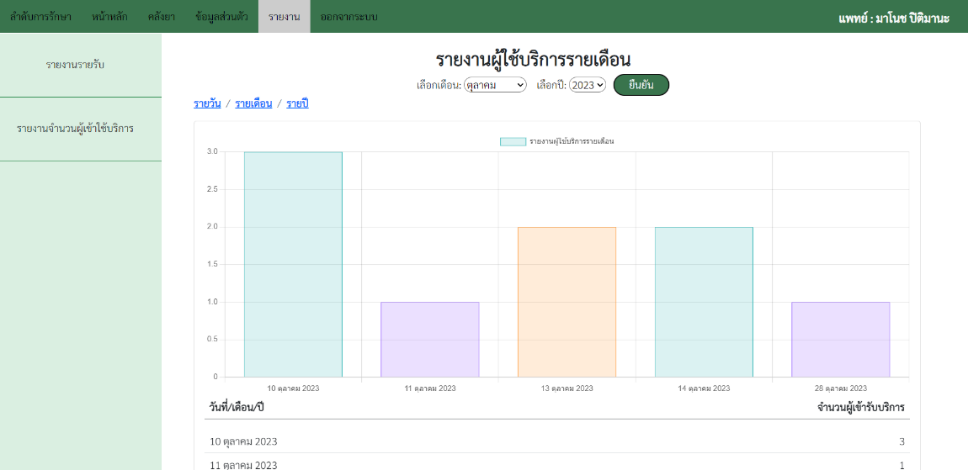 ลำดับการรักษา หน้าหลัก คลังยา ข้อมูลส่วนตัว รายงาน ออกจากระบบ แพทย์ : มาโนช ปิติมานะ
รายงานรายรับ
รายงานจำนวนผู้เข้าใช้บริการ
รายงานผู้ใช้บริการรายเดือน
เลือกเดือน: ตุลาคม เลือกปี: 2023 ยืนยัน
รายวัน / รายเดือน / รายปี
รายงานผู้ใช้บริการรายเดือน
3.0
2.5
2.0
1.5
1.0
0.5
0
10 ตุลาคม 2023 11 ตุลาคม 2023 13 ตุลาคม 2023 14 ตุลาคม 2023 28 ตุลาคม 2023
วันที่/เดือน/ปี จำนวนผู้เข้ารับบริการ
10 ตุลาคม 2023 3
11 ตุลาคม 2023 1